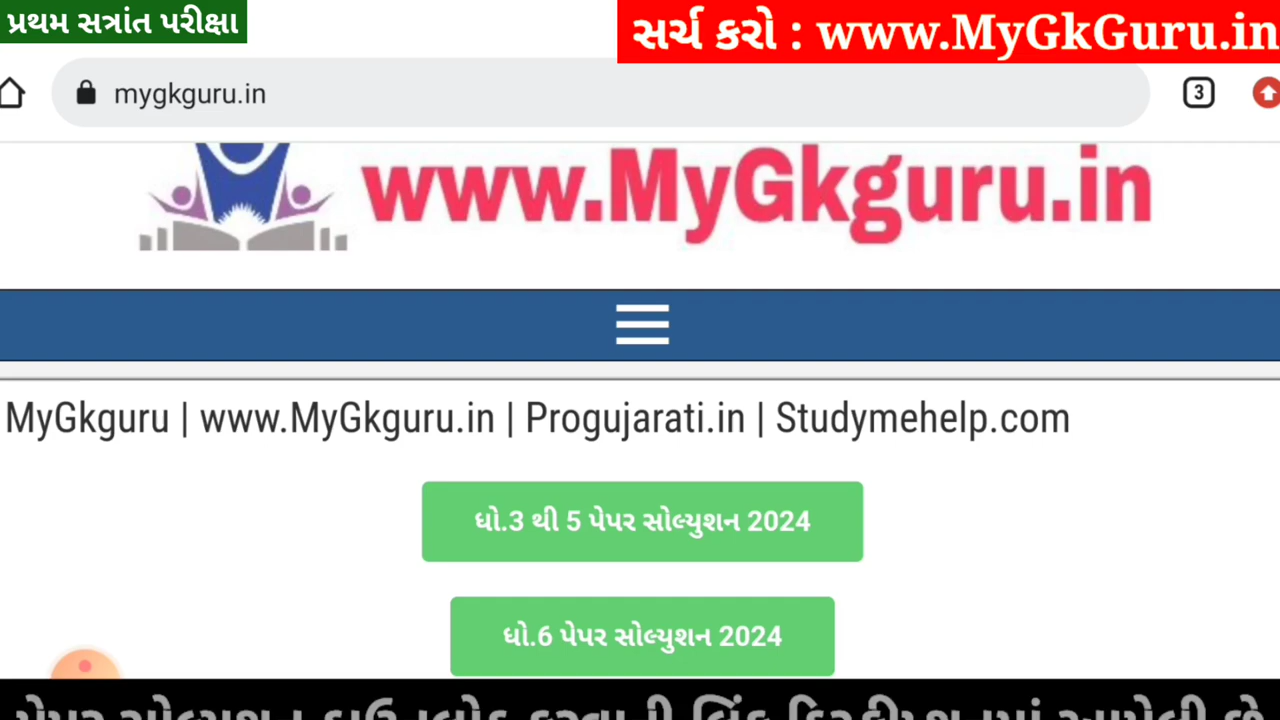 પ્રથમ સત્રાંત પરીક્ષા
સર્ચ કરો : www.MyGkGuru.in
mygkguru.in
3
www.MyGkguru.in
MyGkguru | www.MyGkguru.in | Progujarati.in | Studymehelp.com
ધો.3 થી 5 પેપર સોલ્યુશન 2024
ધો.6 પેપર સોલ્યુશન 2024